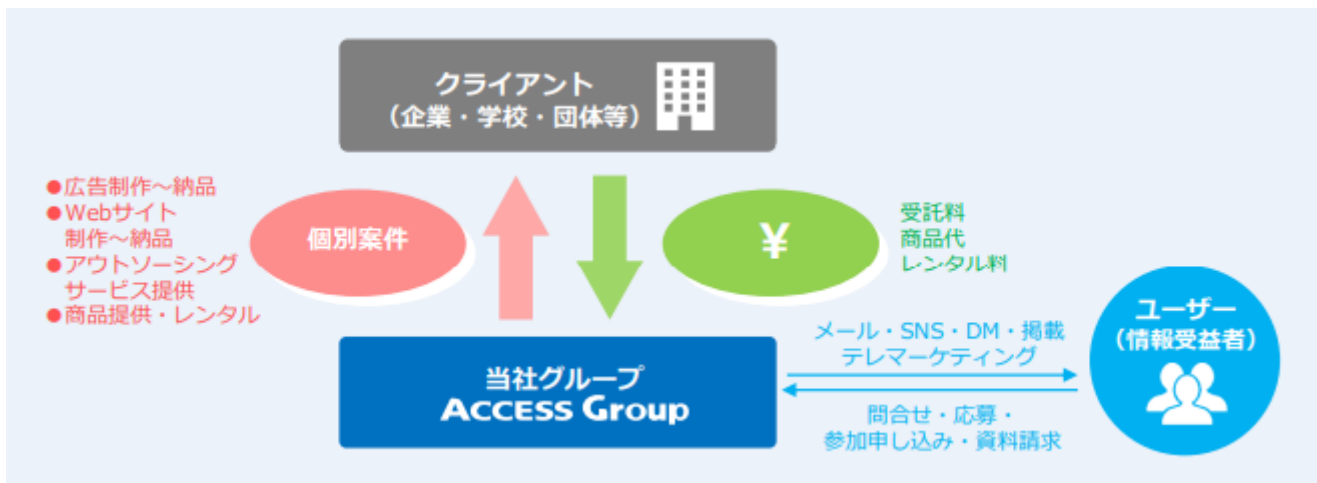 クライアント
（企業・学校・団体等）
●広告制作～納品
●Webサイト
制作～納品
●アウトソーシング
サービス提供
●商品提供・レンタル
個別案件
¥
受託料
商品代
レンタル料
当社グループ
ACCESS Group
メール・SNS・DM・掲載
テレマーケティング
問合せ・応募・
参加申し込み・資料請求
ユーザー
（情報受益者）